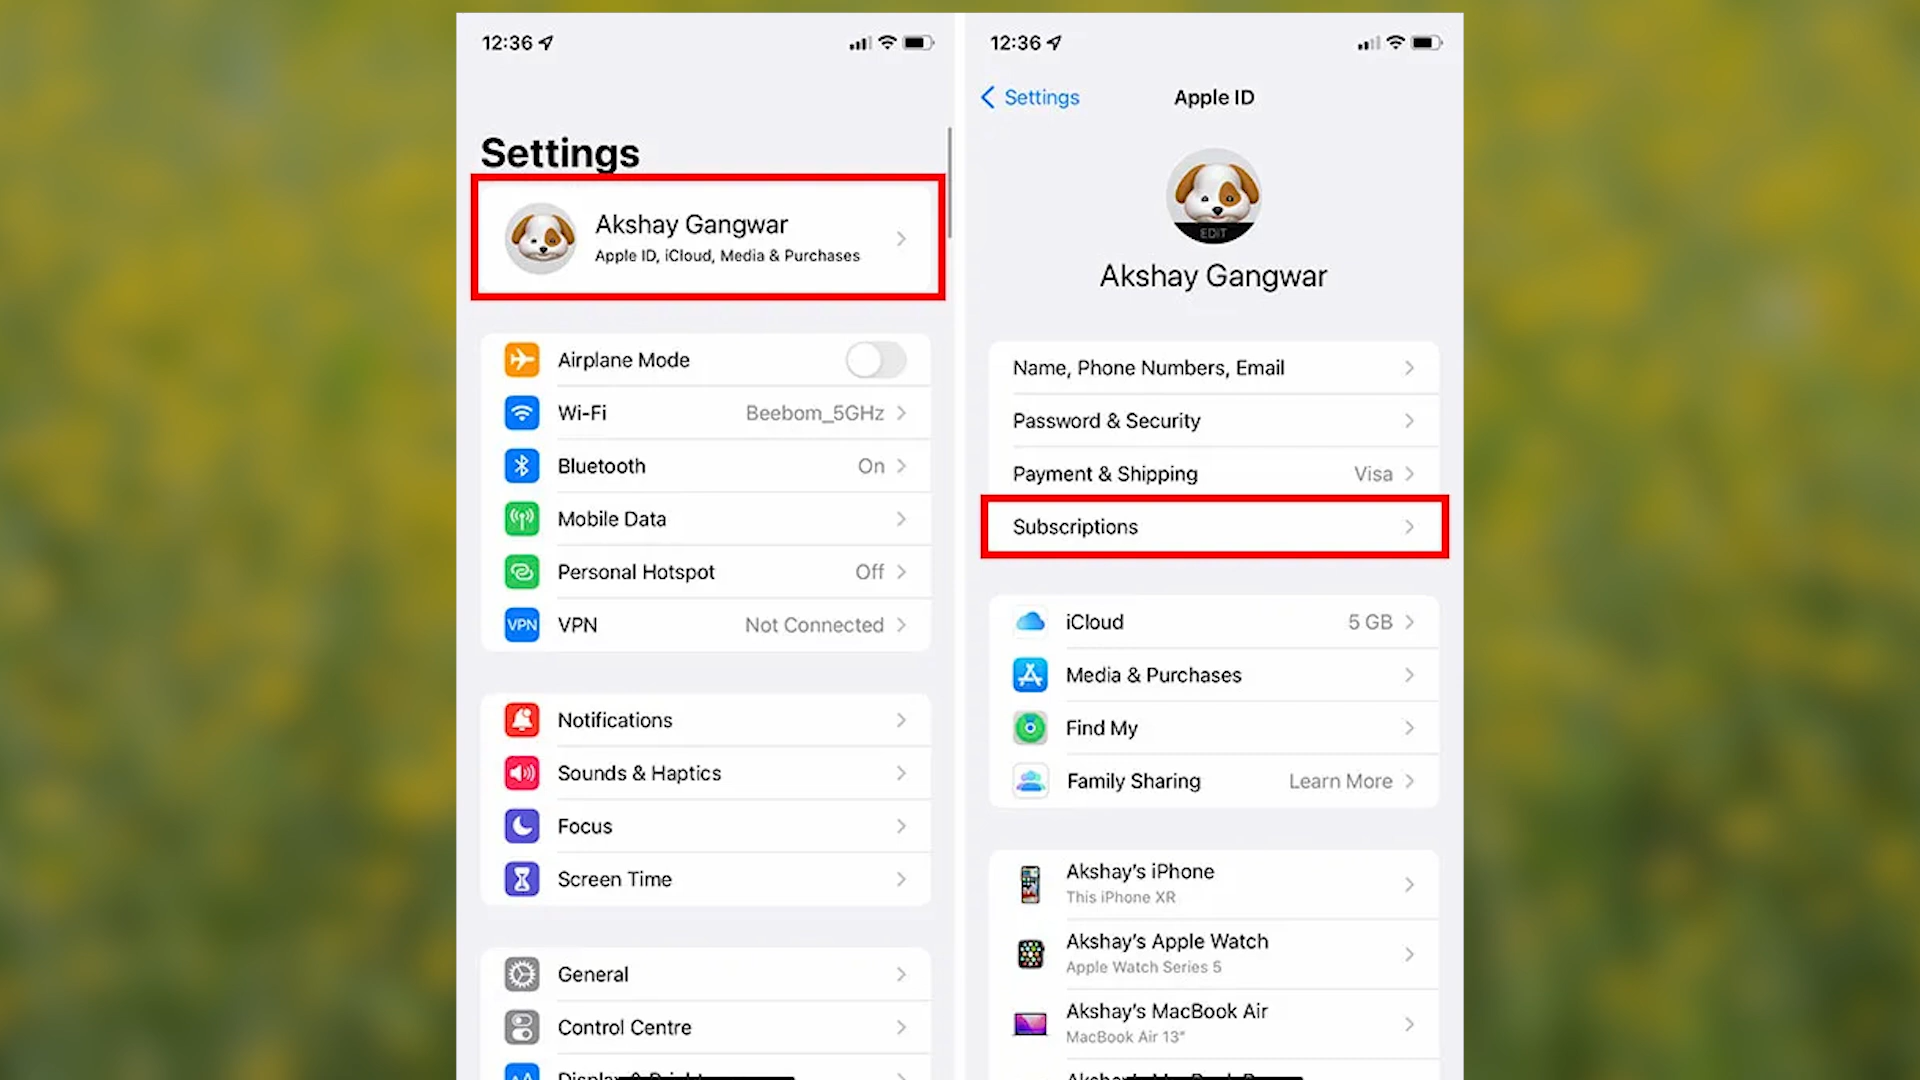 12:36
Settings
Akshay Gangwar
Apple ID, iCloud, Media & Purchases
Airplane Mode
Wi-Fi Beebom_5GHz
Bluetooth On
Mobile Data
Personal Hotspot Off
VPN VPN Not Connected
Notifications
Sounds & Haptics
Focus
Screen Time
General
Control Centre
12:36
Settings Apple ID
EDIT
Akshay Gangwar
Name, Phone Numbers, Email
Password & Security
Payment & Shipping Visa
Subscriptions
iCloud 5 GB
Media & Purchases
Find My
Family Sharing Learn More
Akshay’s iPhone
This iPhone XR
Akshay’s Apple Watch
Apple Watch Series 5
Akshay’s MacBook Air
MacBook Air 13"